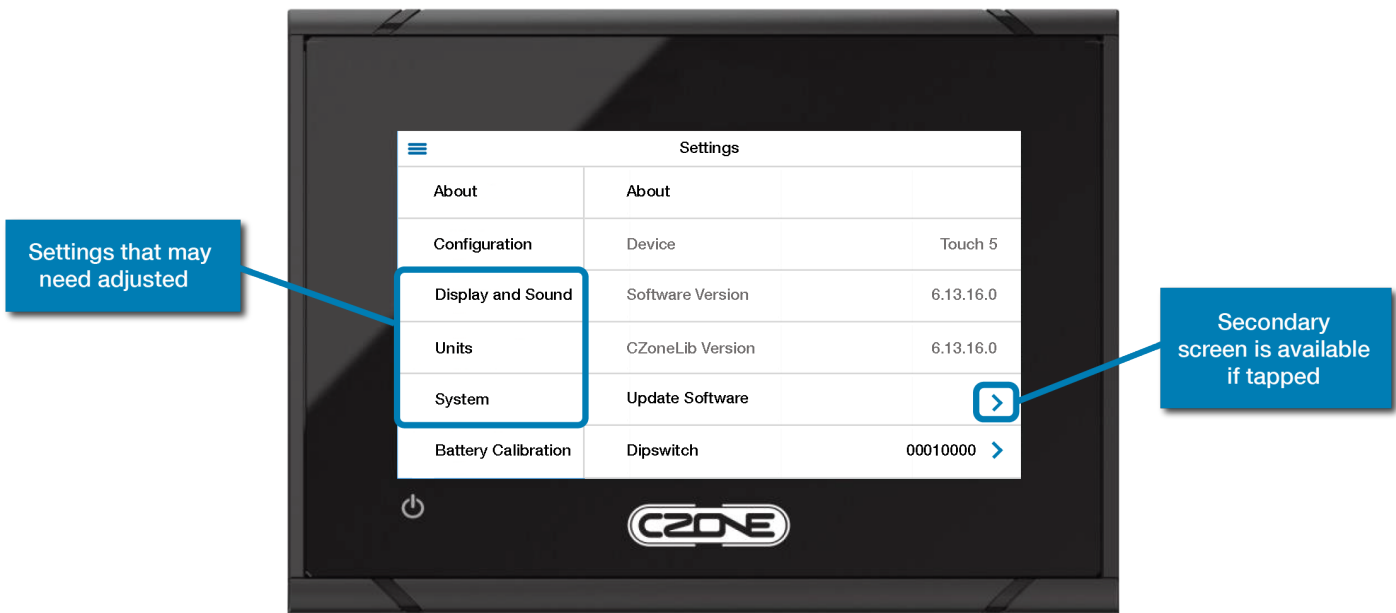 Settings
About
About
Configuration
Device
Touch 5
Display and Sound
Software Version
6.13.16.0
Units
CZoneLib Version
6.13.16.0
System
Update Software
Battery Calibration
Dipswitch
00010000
Settings that may
need adjusted
Secondary
screen is available
if tapped
CZONE